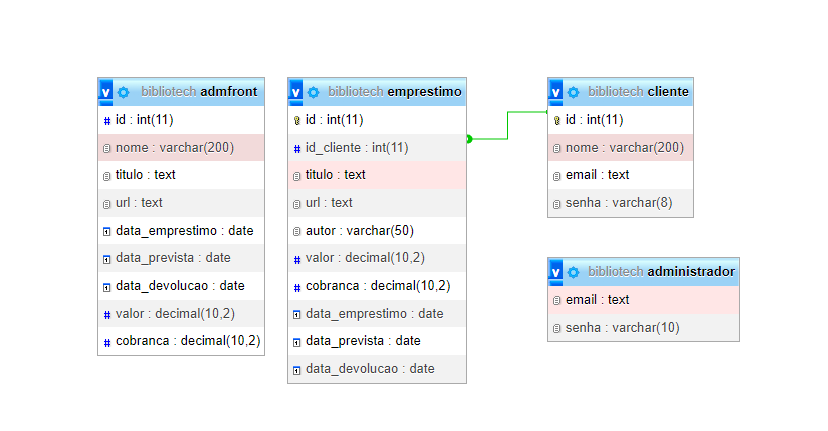 bibliotech admfront
id : int(11)
nome : varchar(200)
titulo : text
url : text
data_emprestimo : date
data_prevista : date
data_devolucao : date
valor : decimal(10,2)
cobranca : decimal(10,2)
bibliotech emprestimo
id : int(11)
id_cliente : int(11)
titulo : text
url : text
autor : varchar(50)
valor : decimal(10,2)
cobranca : decimal(10,2)
data_emprestimo : date
data_prevista : date
data_devolucao : date
bibliotech cliente
id : int(11)
nome : varchar(200)
email : text
senha : varchar(8)
bibliotech administrador
email : text
senha : varchar(10)